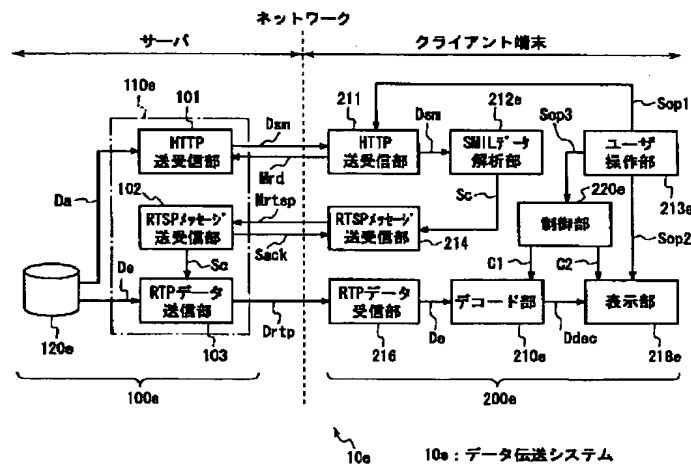 ネットワーク
サーバ
クライアント端末
110e
101
Dsm
211
Dsm
212e
Sop3
Sop1
HTTP
送受信部
HTTP
送受信部
SMILデータ
解析部
ユーザ
操作部
Mrd
102
Da
Mrtsp
Sc
220e
213e
RTSPメッセージ
送受信部
RTSPメッセージ
送受信部
制御部
Sack
214
Sop2
De
Sc
C1
C2
RTPデータ
送信部
RTPデータ
受信部
デコード部
表示部
120e
103
Drtp
216
De
210e
Ddec
218e
100e
200e
10e
10e：データ伝送システム